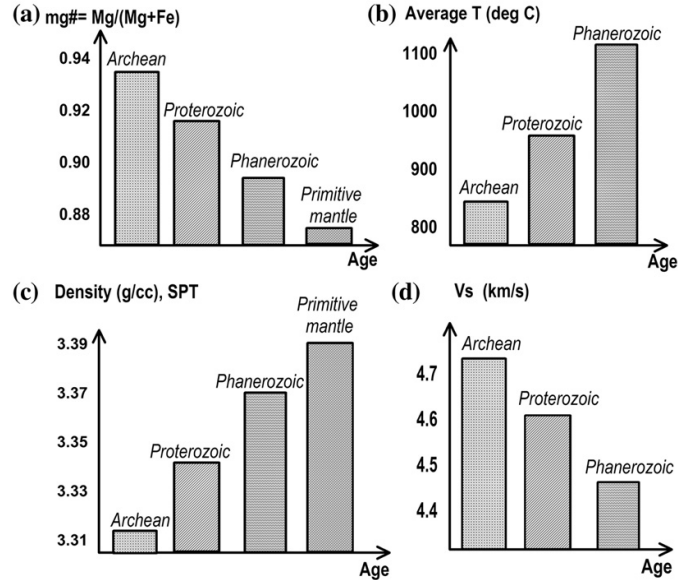 (a) mg#= Mg/(Mg+Fe)
0.94
0.92
0.90
0.88
Archean
Proterozoic
Phanerozoic
Primitive
mantle
Age
(b) Average T (deg C)
1100
1000
900
800
Archean
Proterozoic
Phanerozoic
Age
(c) Density (g/cc), SPT
3.39
3.37
3.35
3.33
3.31
Archean
Proterozoic
Phanerozoic
Primitive
mantle
Age
(d) Vs (km/s)
4.7
4.6
4.5
4.4
Archean
Proterozoic
Phanerozoic
Age